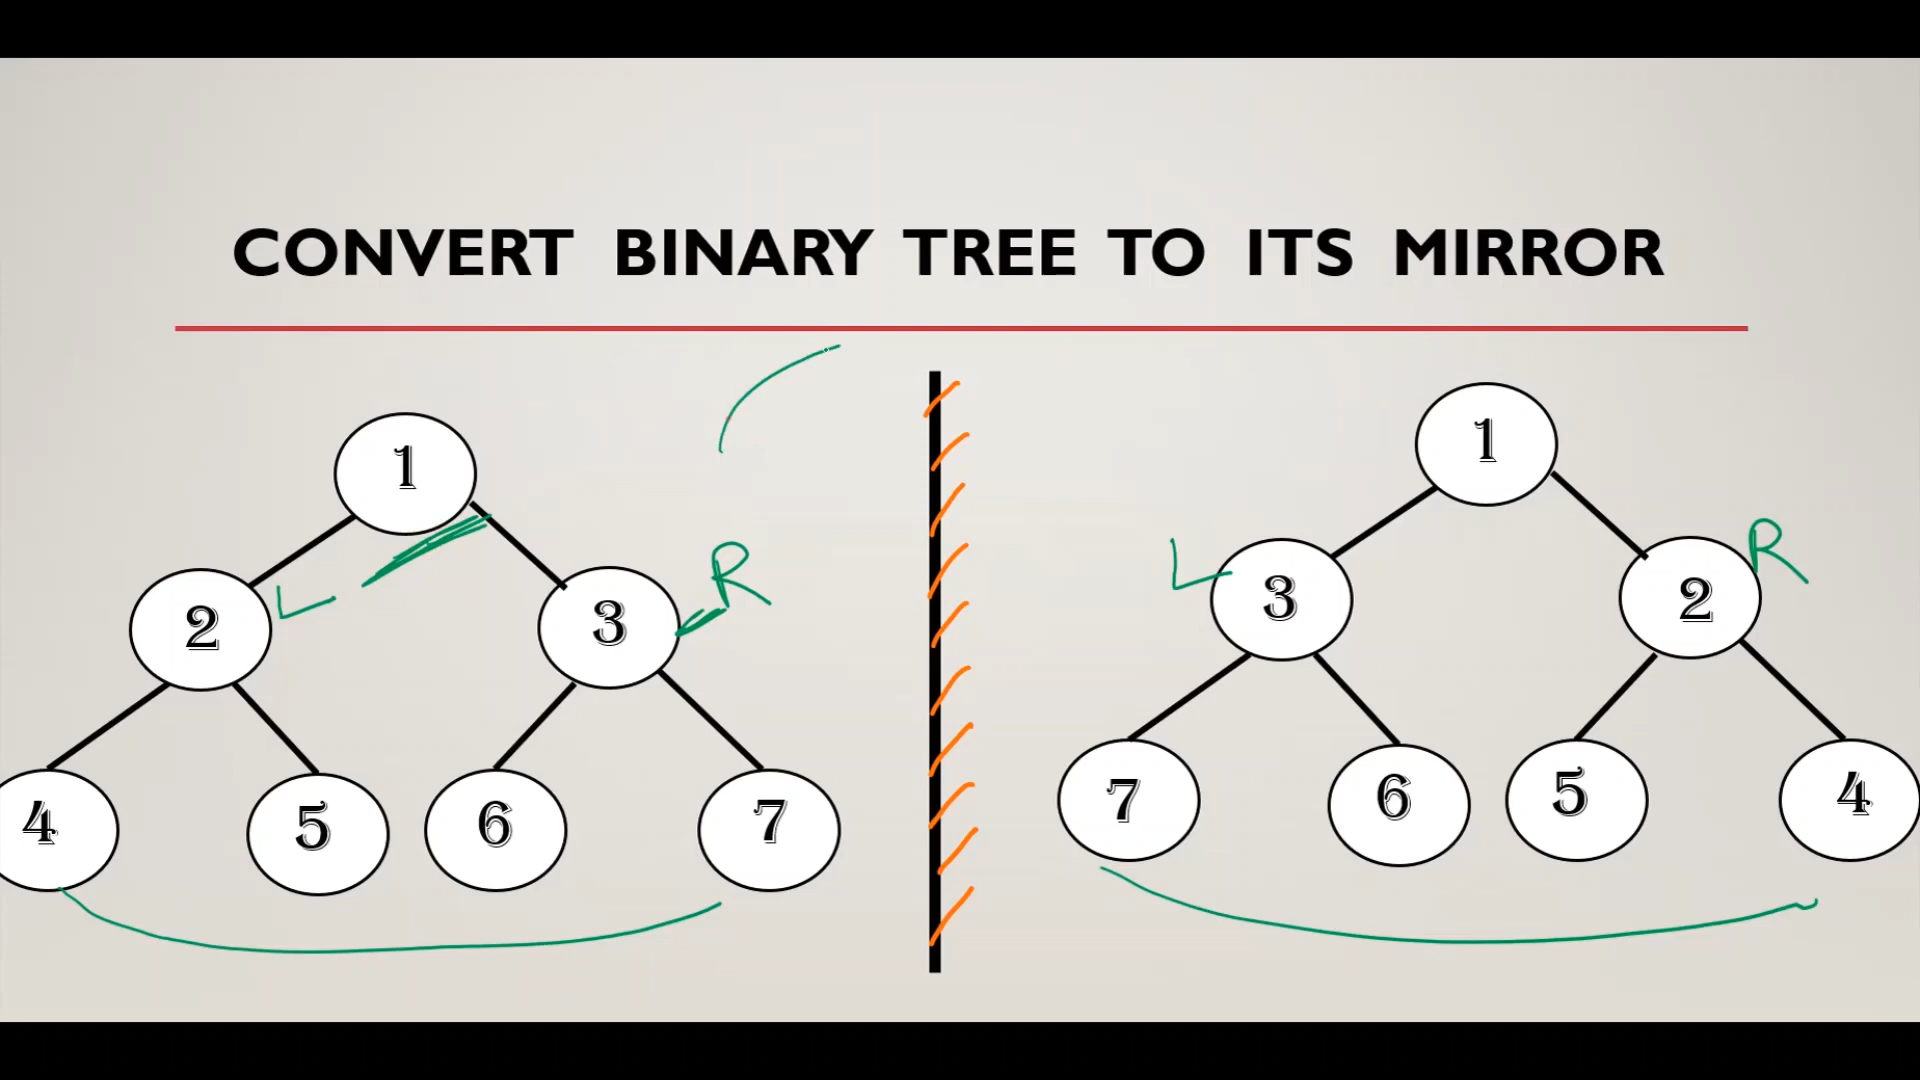 CONVERT BINARY TREE TO ITS MIRROR
1
2 L 3 R
4 5 6 7
1
L 3 2 R
7 6 5 4